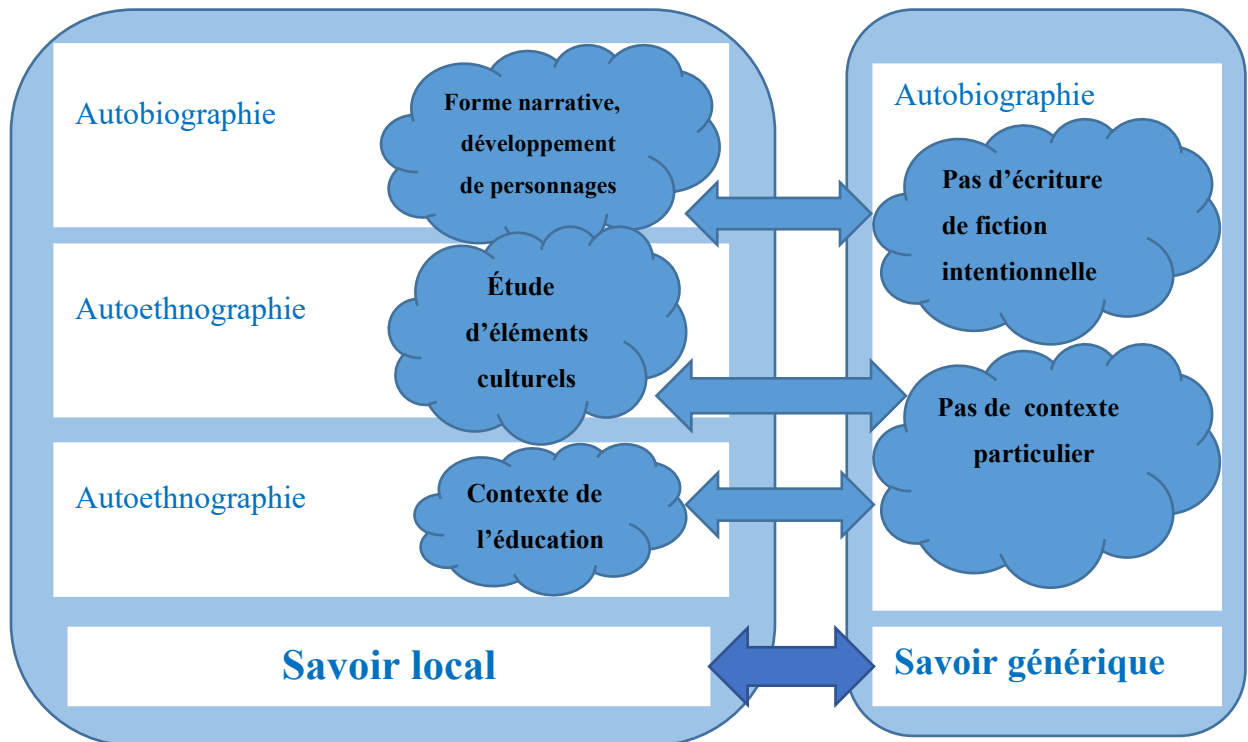 Autobiographie
Forme narrative,
développement
de personnages
Autoethnographie
Étude
d’éléments
culturels
Autoethnographie
Contexte de
l’éducation
Savoir local
Autobiographie
Pas d’écriture
de fiction
intentionnelle
Pas de contexte
particulier
Savoir générique